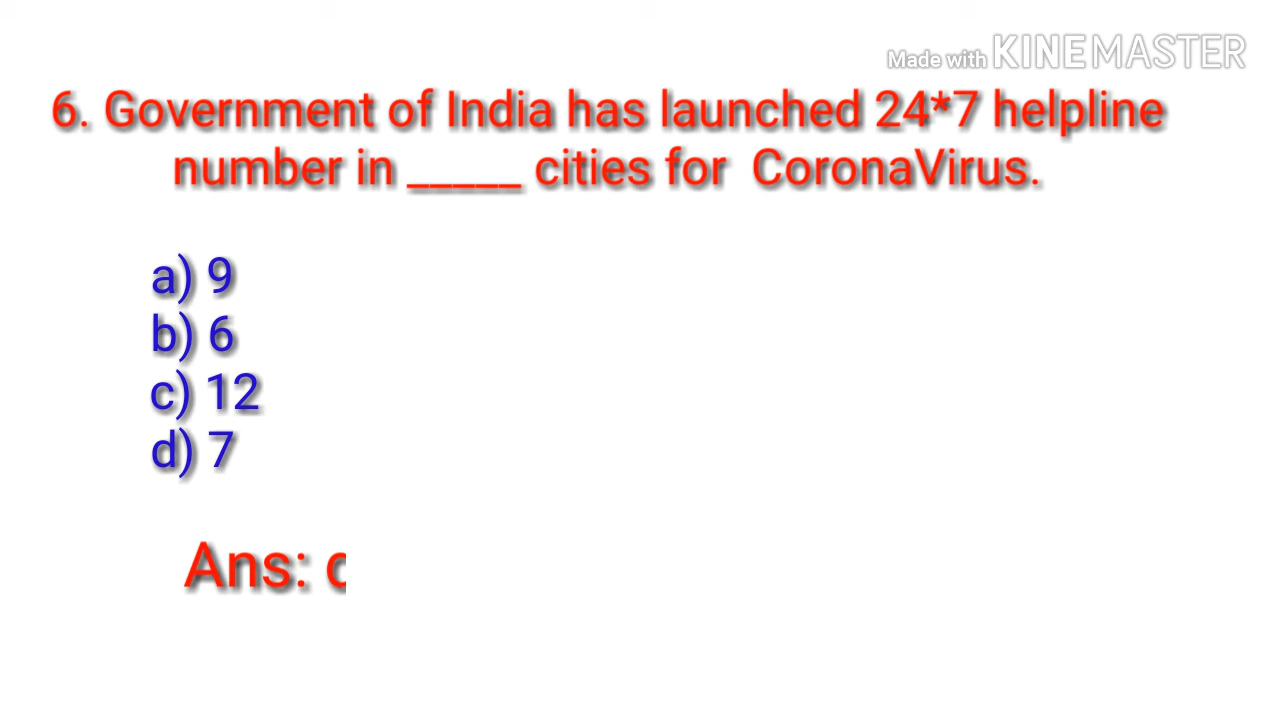 Made with KINEMASTER
6. Government of India has launched 24*7 helpline
number in _____ cities for CoronaVirus.
a) 9
b) 6
c) 12
d) 7
Ans: